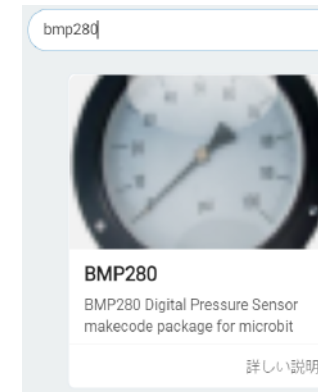 bmp280
BMP280
BMP280 Digital Pressure Sensor
makecode package for microbit
詳しい説明